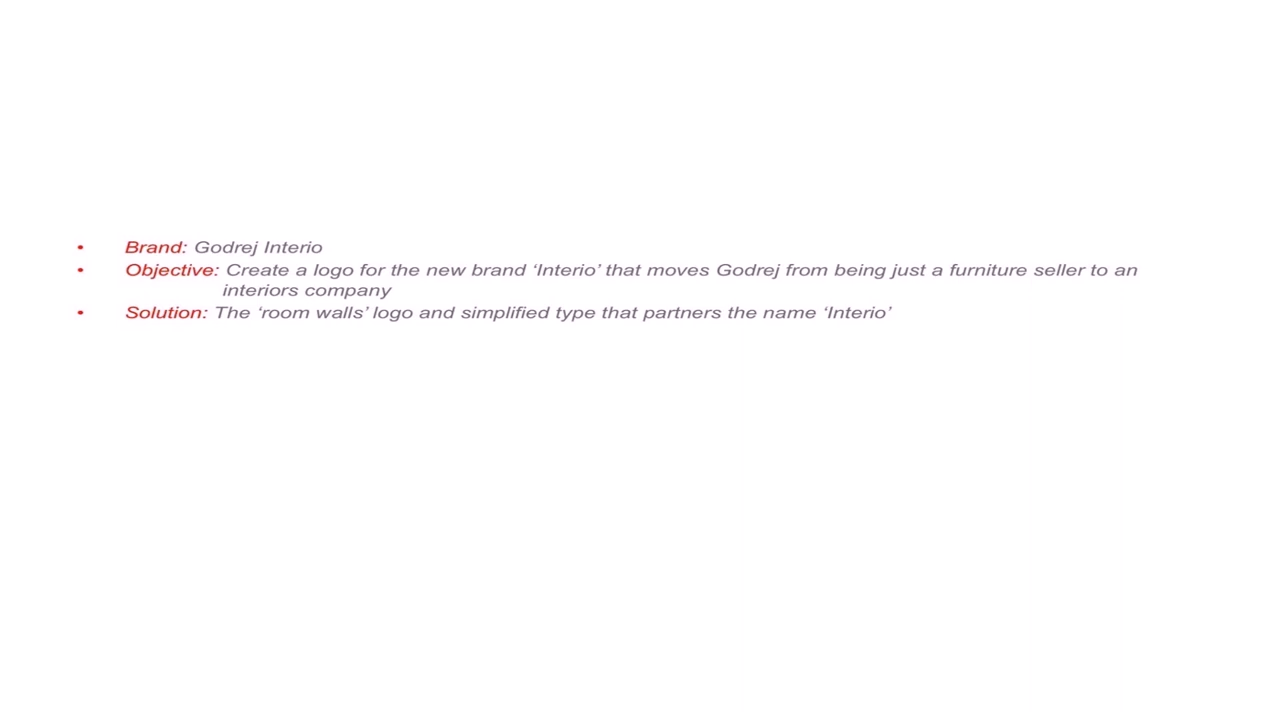 • Brand: Godrej Interio
• Objective: Create a logo for the new brand ‘Interio’ that moves Godrej from being just a furniture seller to an
interiors company
• Solution: The ‘room walls’ logo and simplified type that partners the name ‘Interio’